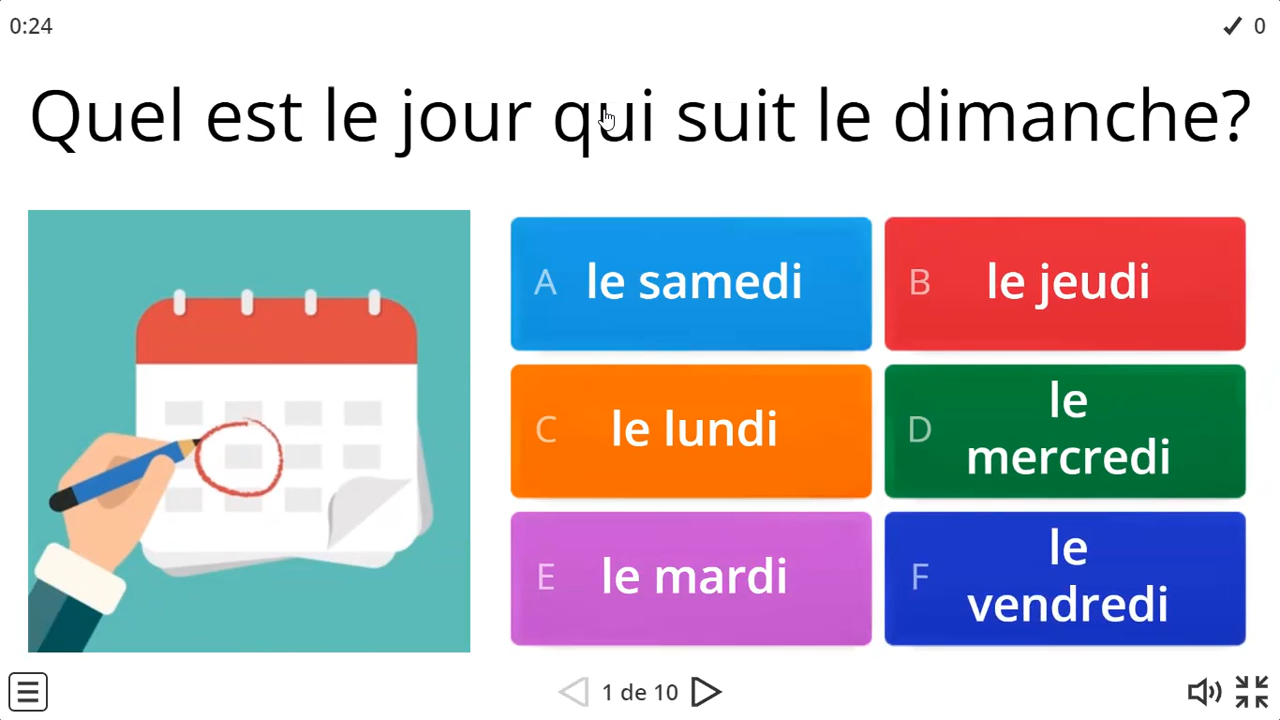 0:24
✓ 0
Quel est le jour qui suit le dimanche?
A le samedi
B le jeudi
C le lundi
D le
mercredi
E le mardi
F le
vendredi
1 de 10